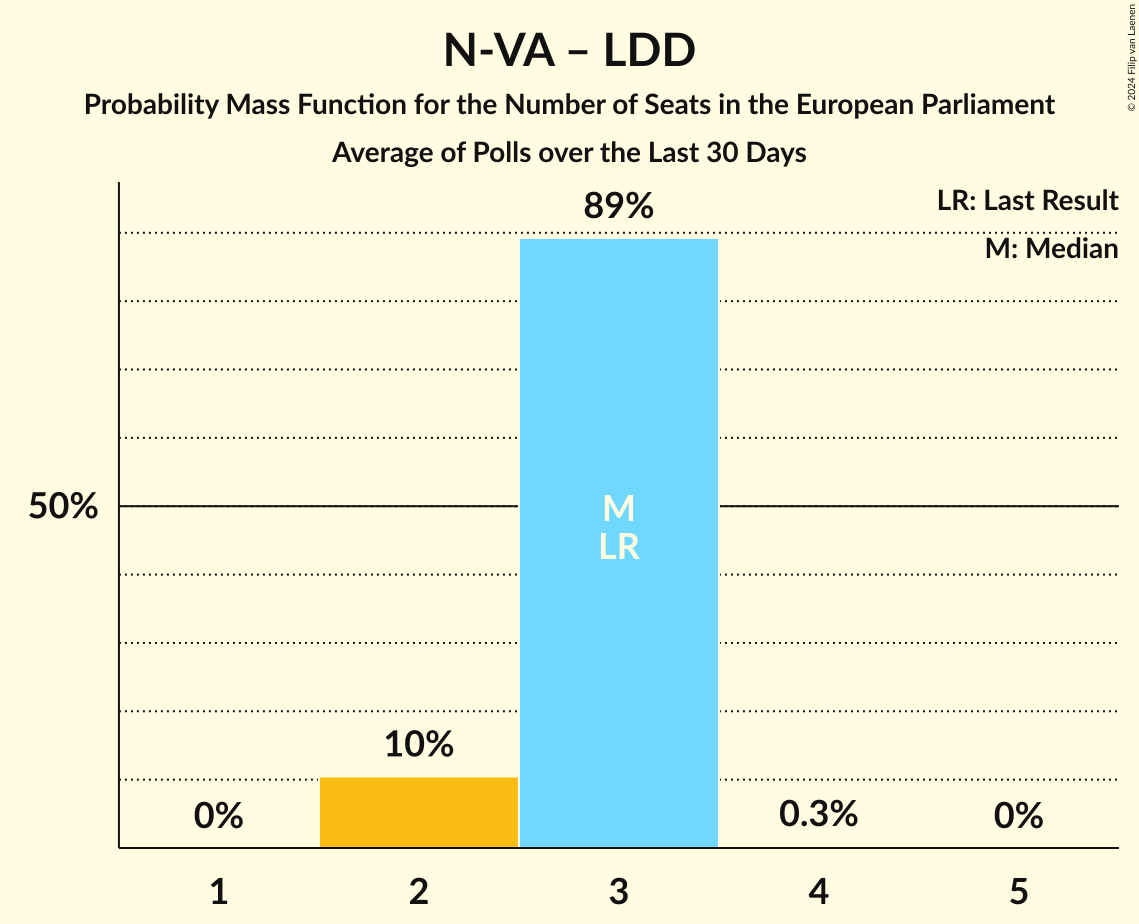 N-VA – LDD
Probability Mass Function for the Number of Seats in the European Parliament
Average of Polls over the Last 30 Days
© 2024 Filip van Laenen
LR: Last Result
M: Median
89%
50%
M
LR
10%
0%
0.3%
0%
1
2
3
4
5